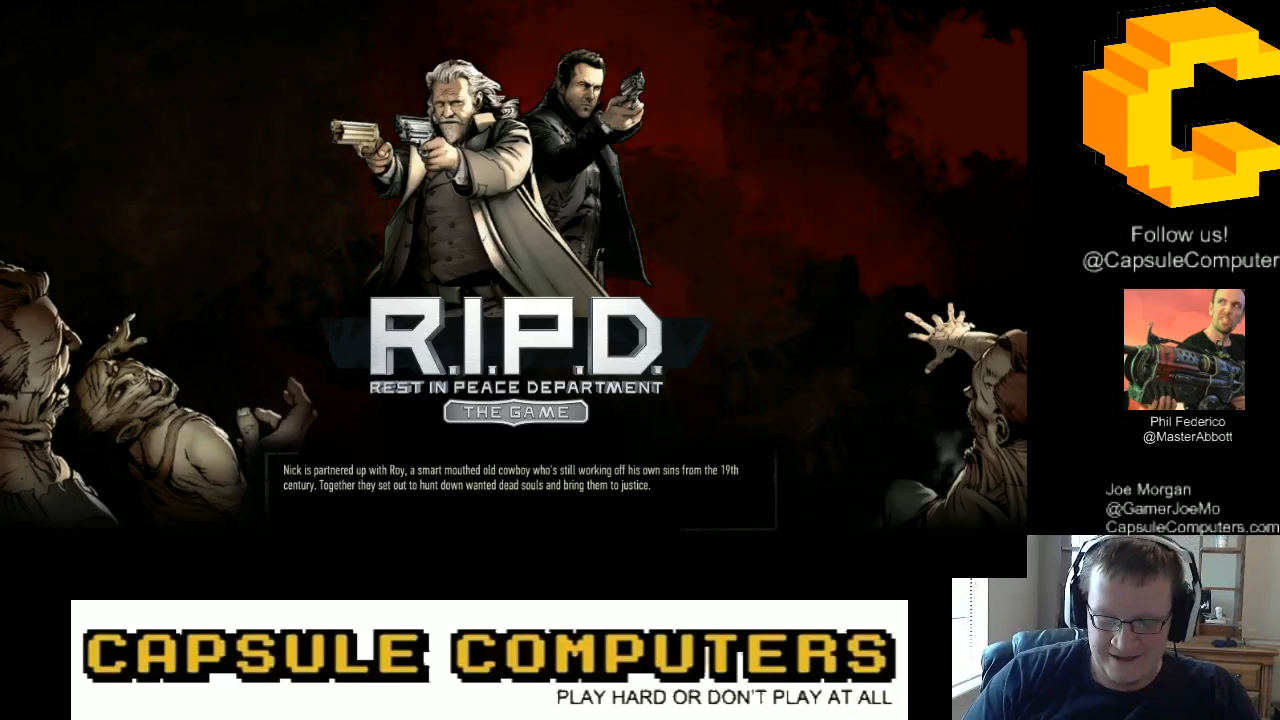 R.I.P.D.
REST IN PEACE DEPARTMENT
THE GAME
Nick is partnered up with Roy, a smart mouthed old cowboy who's still working off his own sins from the 19th
century. Together they set out to hunt down wanted dead souls and bring them to justice.
Follow us!
@CapsuleComputer
Phil Federico
@MasterAbbott
Joe Morgan
@GamerJoeMo
CapsuleComputers.com
CAPSULE COMPUTERS
PLAY HARD OR DON'T PLAY AT ALL